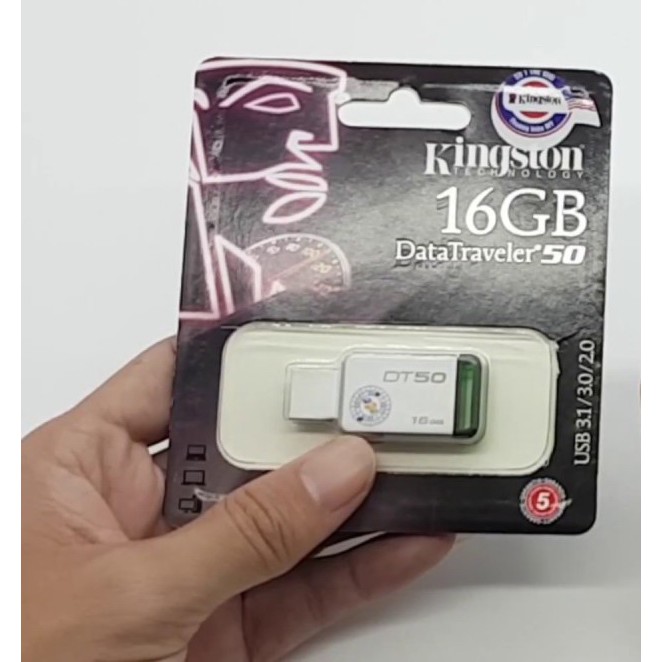 Kingston
Kingston
TECHNOLOGY
16GB
DataTraveler® 50
DT50
16GB
USB 3.1/3.0/2.0
5